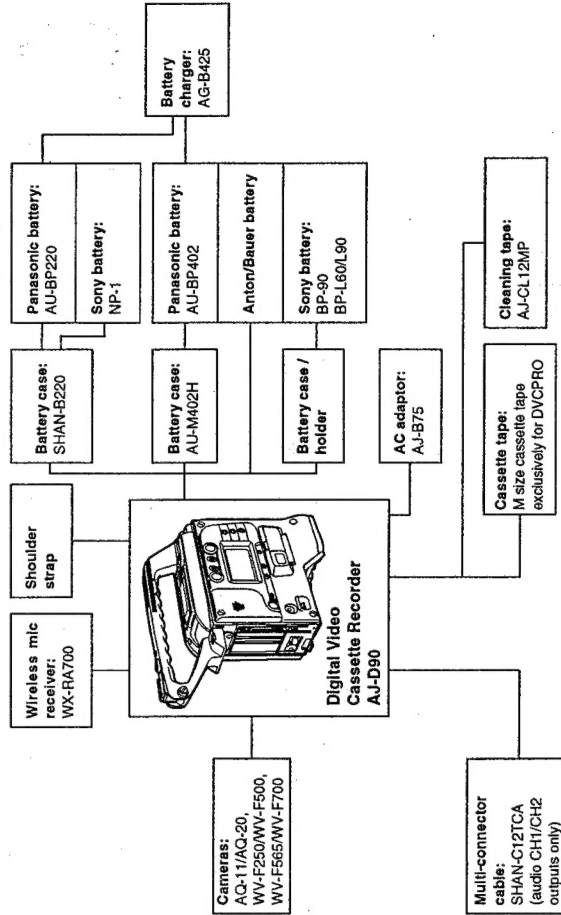 Cameras:
AQ-11/AQ-20,
WV-F250/WV-F500,
WV-F565/WV-F700
Wireless mic
receiver:
WX-RA700
Shoulder
strap
Battery case:
SHAN-B220
Panasonic battery:
AU-BP220
Sony battery:
NP-1
Battery
charger:
AG-B425
Battery case:
AU-M402H
Panasonic battery:
AU-BP402
Anton/Bauer battery
Battery case /
holder
Sony battery:
BP-90
BP-L60/L90
Digital Video
Cassette Recorder
AJ-D90
AC adaptor:
AJ-B75
Multi-connector
cable:
SHAN-C12TCA
(audio CH1/CH2
outputs only)
Cassette tape:
M size cassette tape
exclusively for DVCPRO
Cleaning tape:
AJ-CL12MP